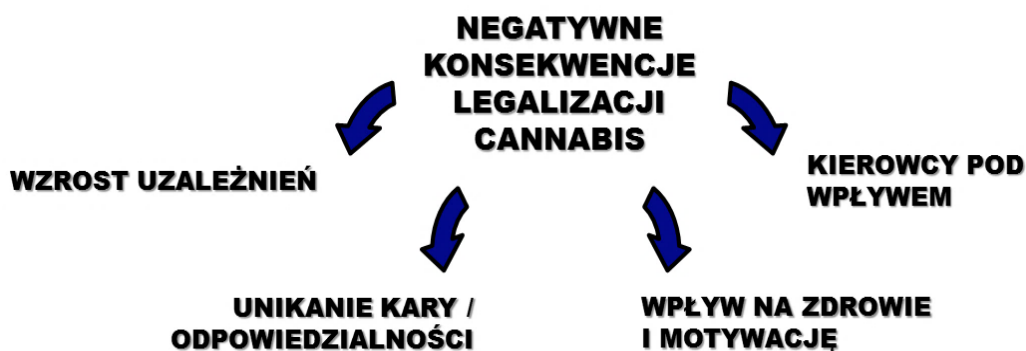 NEGATYWNE
KONSEKWENCJE
LEGALIZACJI
CANNABIS
WZROST UZALEŻNIEŃ
KIEROWCY POD
WPŁYWEM
UNIKANIE KARY /
ODPOWIEDZIALNOŚCI
WPŁYW NA ZDROWIE
I MOTYWACJĘ